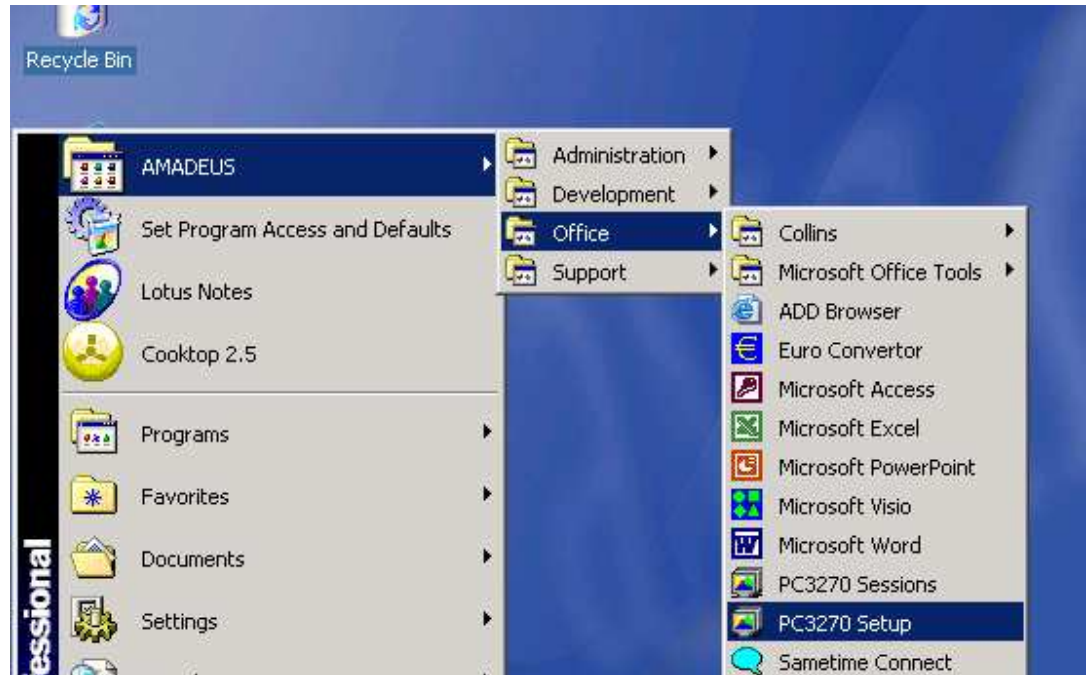 Recycle Bin
AMADEUS
Set Program Access and Defaults
Lotus Notes
Cooktop 2.5
Programs
Favorites
Documents
Settings
Administration
Development
Office
Support
Collins
Microsoft Office Tools
ADD Browser
Euro Convertor
Microsoft Access
Microsoft Excel
Microsoft PowerPoint
Microsoft Visio
Microsoft Word
PC3270 Sessions
PC3270 Setup
Sametime Connect
essional